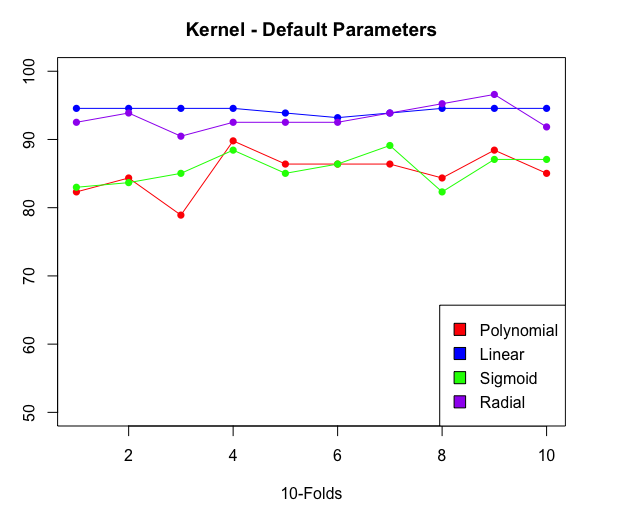 Kernel - Default Parameters
100
90
80
70
60
50
Polynomial
Linear
Sigmoid
Radial
2 4 6 8 10
10-Folds